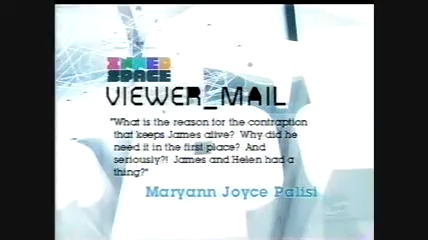 INNER
SPACE
VIEWER_MAIL
"What is the reason for the contraption
that keeps James alive? Why did he
need it in the first place? And
seriously?! James and Helen had a
thing?"
Maryann Joyce Palisi